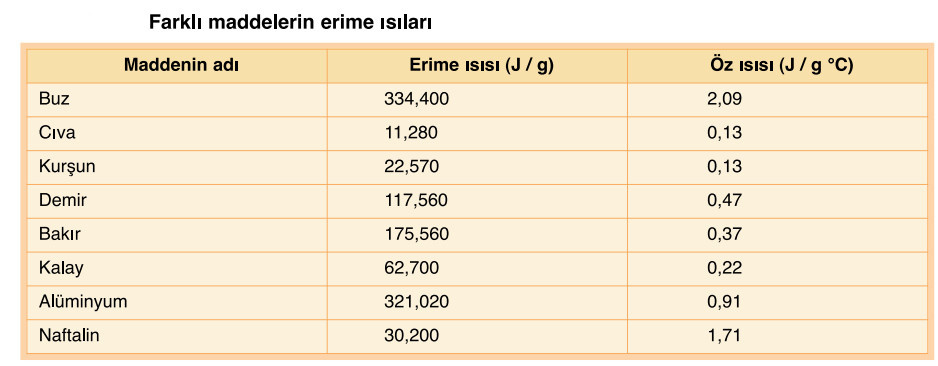 Farklı maddelerin erime ısıları
Maddenin adı Erime ısısı (J / g) Öz ısısı (J / g °C)
Buz 334,400 2,09
Cıva 11,280 0,13
Kurşun 22,570 0,13
Demir 117,560 0,47
Bakır 175,560 0,37
Kalay 62,700 0,22
Alüminyum 321,020 0,91
Naftalin 30,200 1,71